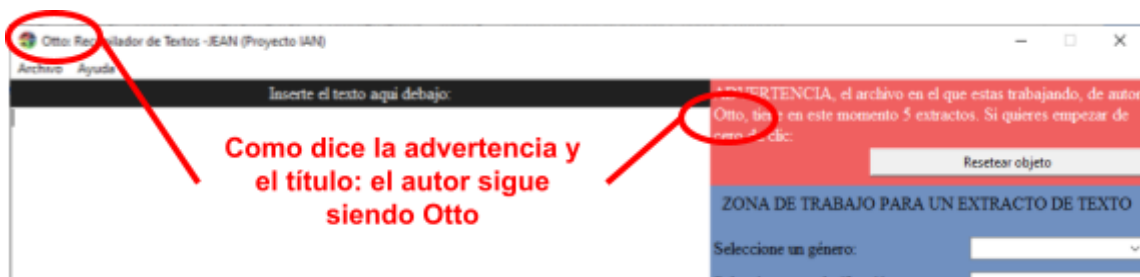 Otto: Recopilador de Textos -JEAN (Proyecto IAN)
Archivo Ayuda
Inserte el texto aqui debajo:
ADVERTENCIA, el archivo en el que estas trabajando, de autor
Otto, tiene en este momento 5 extractos. Si quieres empezar de
cero da clic:
Resetear objeto
Como dice la advertencia y
el título: el autor sigue
siendo Otto
ZONA DE TRABAJO PARA UN EXTRACTO DE TEXTO
Seleccione un género: